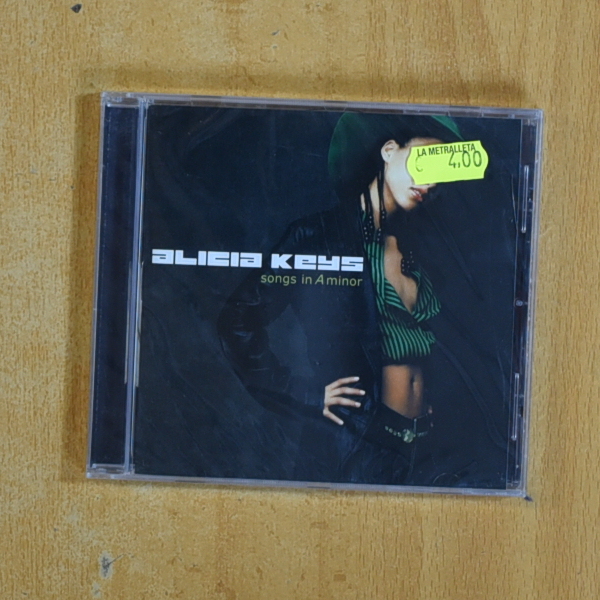 LA METRALLETA
€ 4,00
alicia keys
songs in A minor